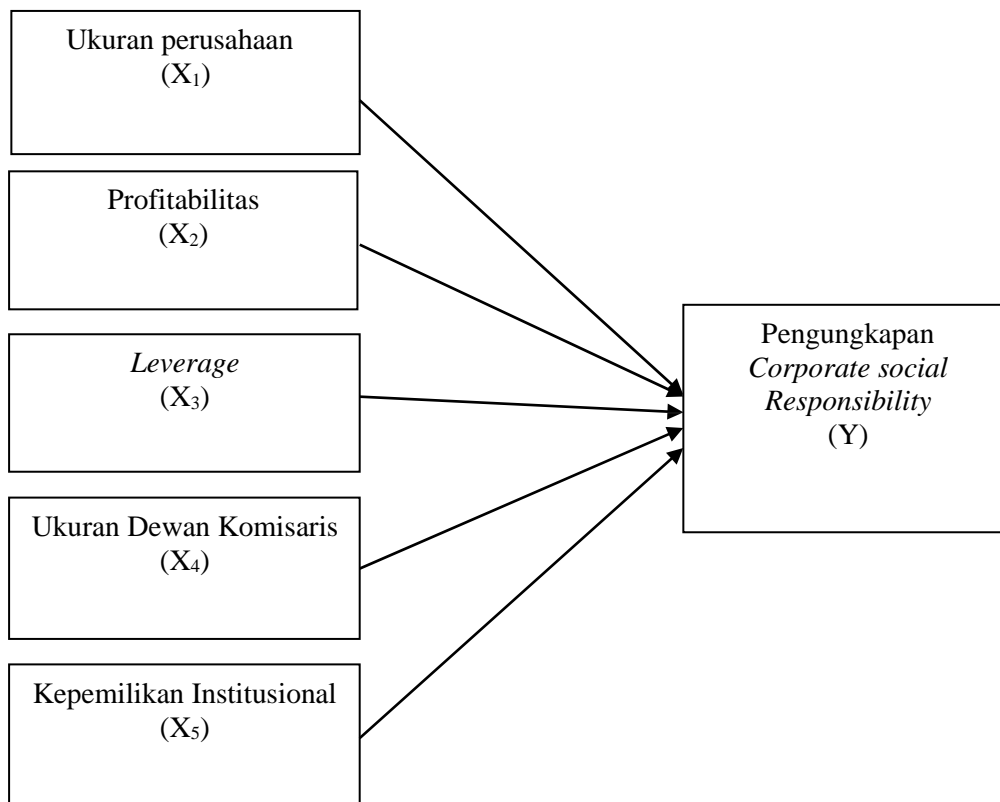 Ukuran perusahaan
(X₁)
Profitabilitas
(X₂)
Leverage
(X₃)
Ukuran Dewan Komisaris
(X₄)
Kepemilikan Institusional
(X₅)
Pengungkapan
Corporate social
Responsibility
(Y)